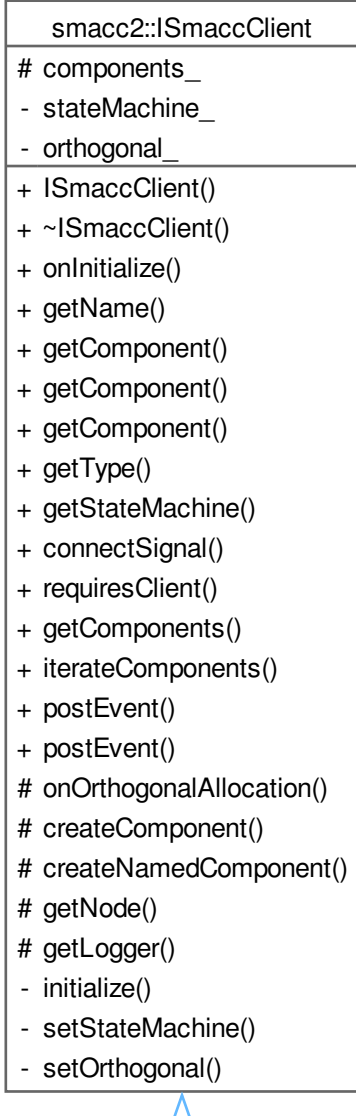 smacc2::ISmaccClient
# components_
- stateMachine_
- orthogonal_
+ ISmaccClient()
+ ~ISmaccClient()
+ onInitialize()
+ getName()
+ getComponent()
+ getComponent()
+ getComponent()
+ getType()
+ getStateMachine()
+ connectSignal()
+ requiresClient()
+ getComponents()
+ iterateComponents()
+ postEvent()
+ postEvent()
# onOrthogonalAllocation()
# createComponent()
# createNamedComponent()
# getNode()
# getLogger()
- initialize()
- setStateMachine()
- setOrthogonal()